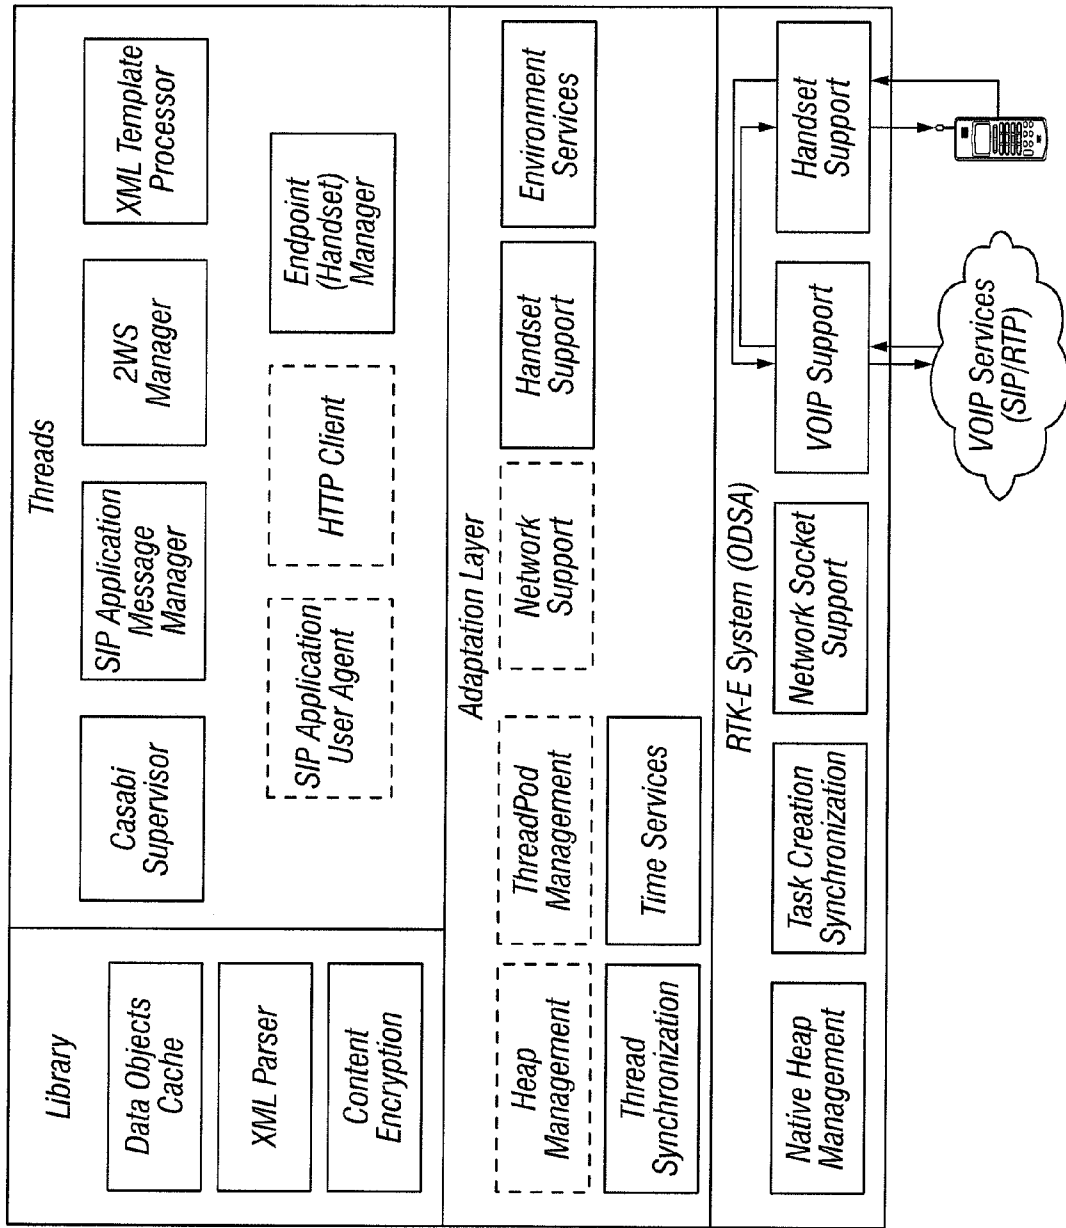 Library
Data Objects
Cache
XML Parser
Content
Encryption
Threads
Casabi
Supervisor
SIP Application
Message
Manager
2WS
Manager
XML Template
Processor
SIP Application
User Agent
HTTP Client
Endpoint
(Handset)
Manager
Adaptation Layer
Heap
Management
ThreadPod
Management
Network
Support
Handset
Support
Environment
Services
Thread
Synchronization
Time Services
RTK-E System (ODSA)
Native Heap
Management
Task Creation
Synchronization
Network Socket
Support
VOIP Support
Handset
Support
VOIP Services
(SIP/RTP)